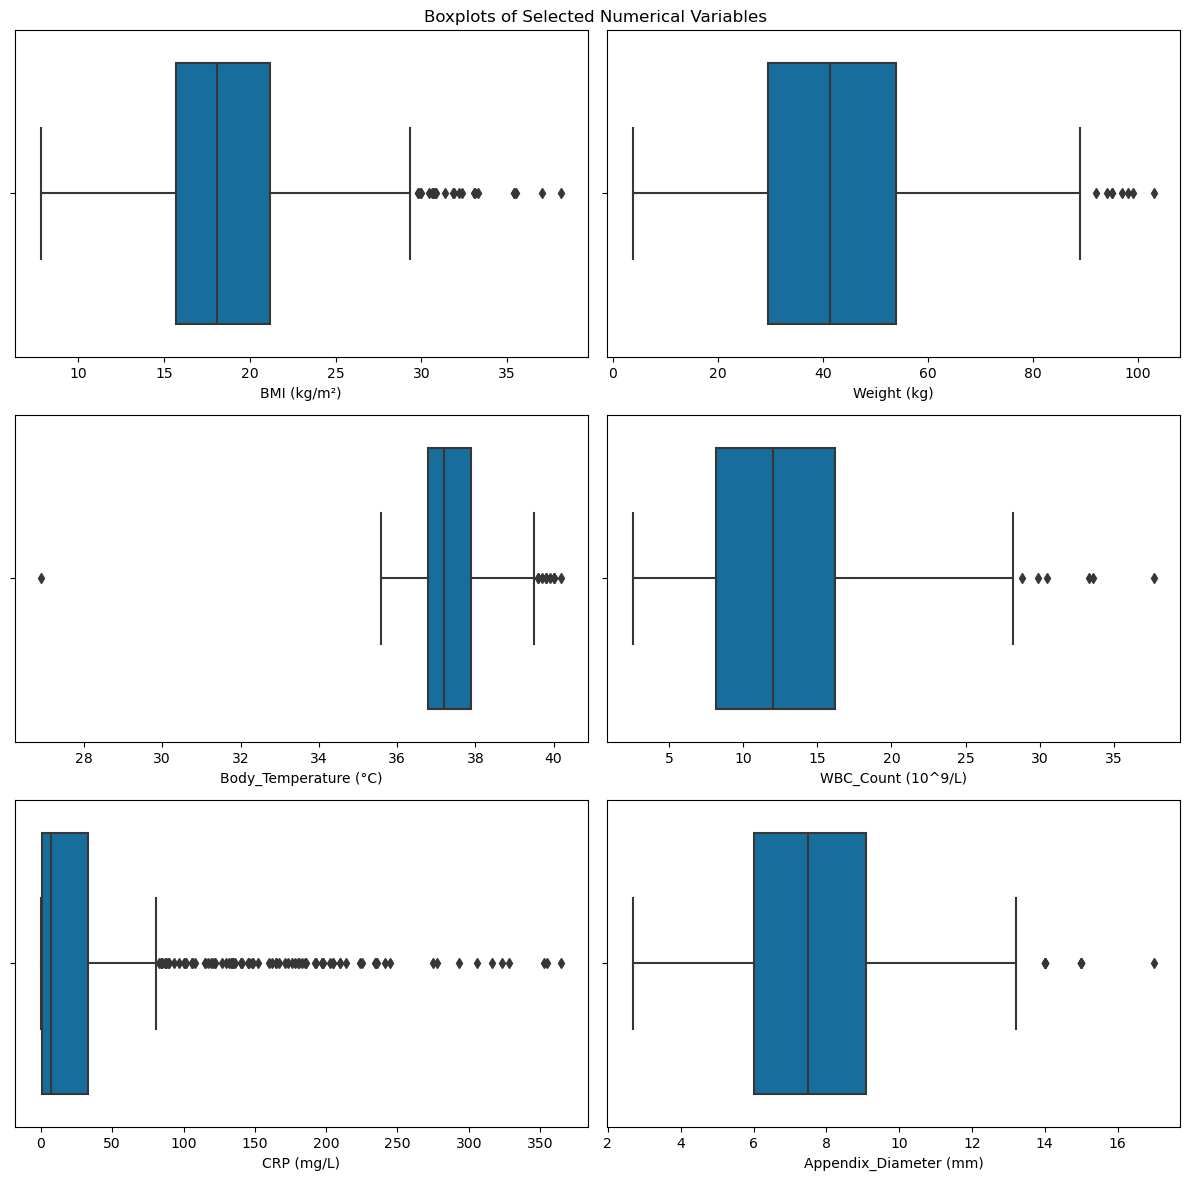 Boxplots of Selected Numerical Variables
10 15 20 25 30 35
BMI (kg/m²)
0 20 40 60 80 100
Weight (kg)
28 30 32 34 36 38 40
Body_Temperature (°C)
5 10 15 20 25 30 35
WBC_Count (10^9/L)
0 50 100 150 200 250 300 350
CRP (mg/L)
2 4 6 8 10 12 14 16
Appendix_Diameter (mm)